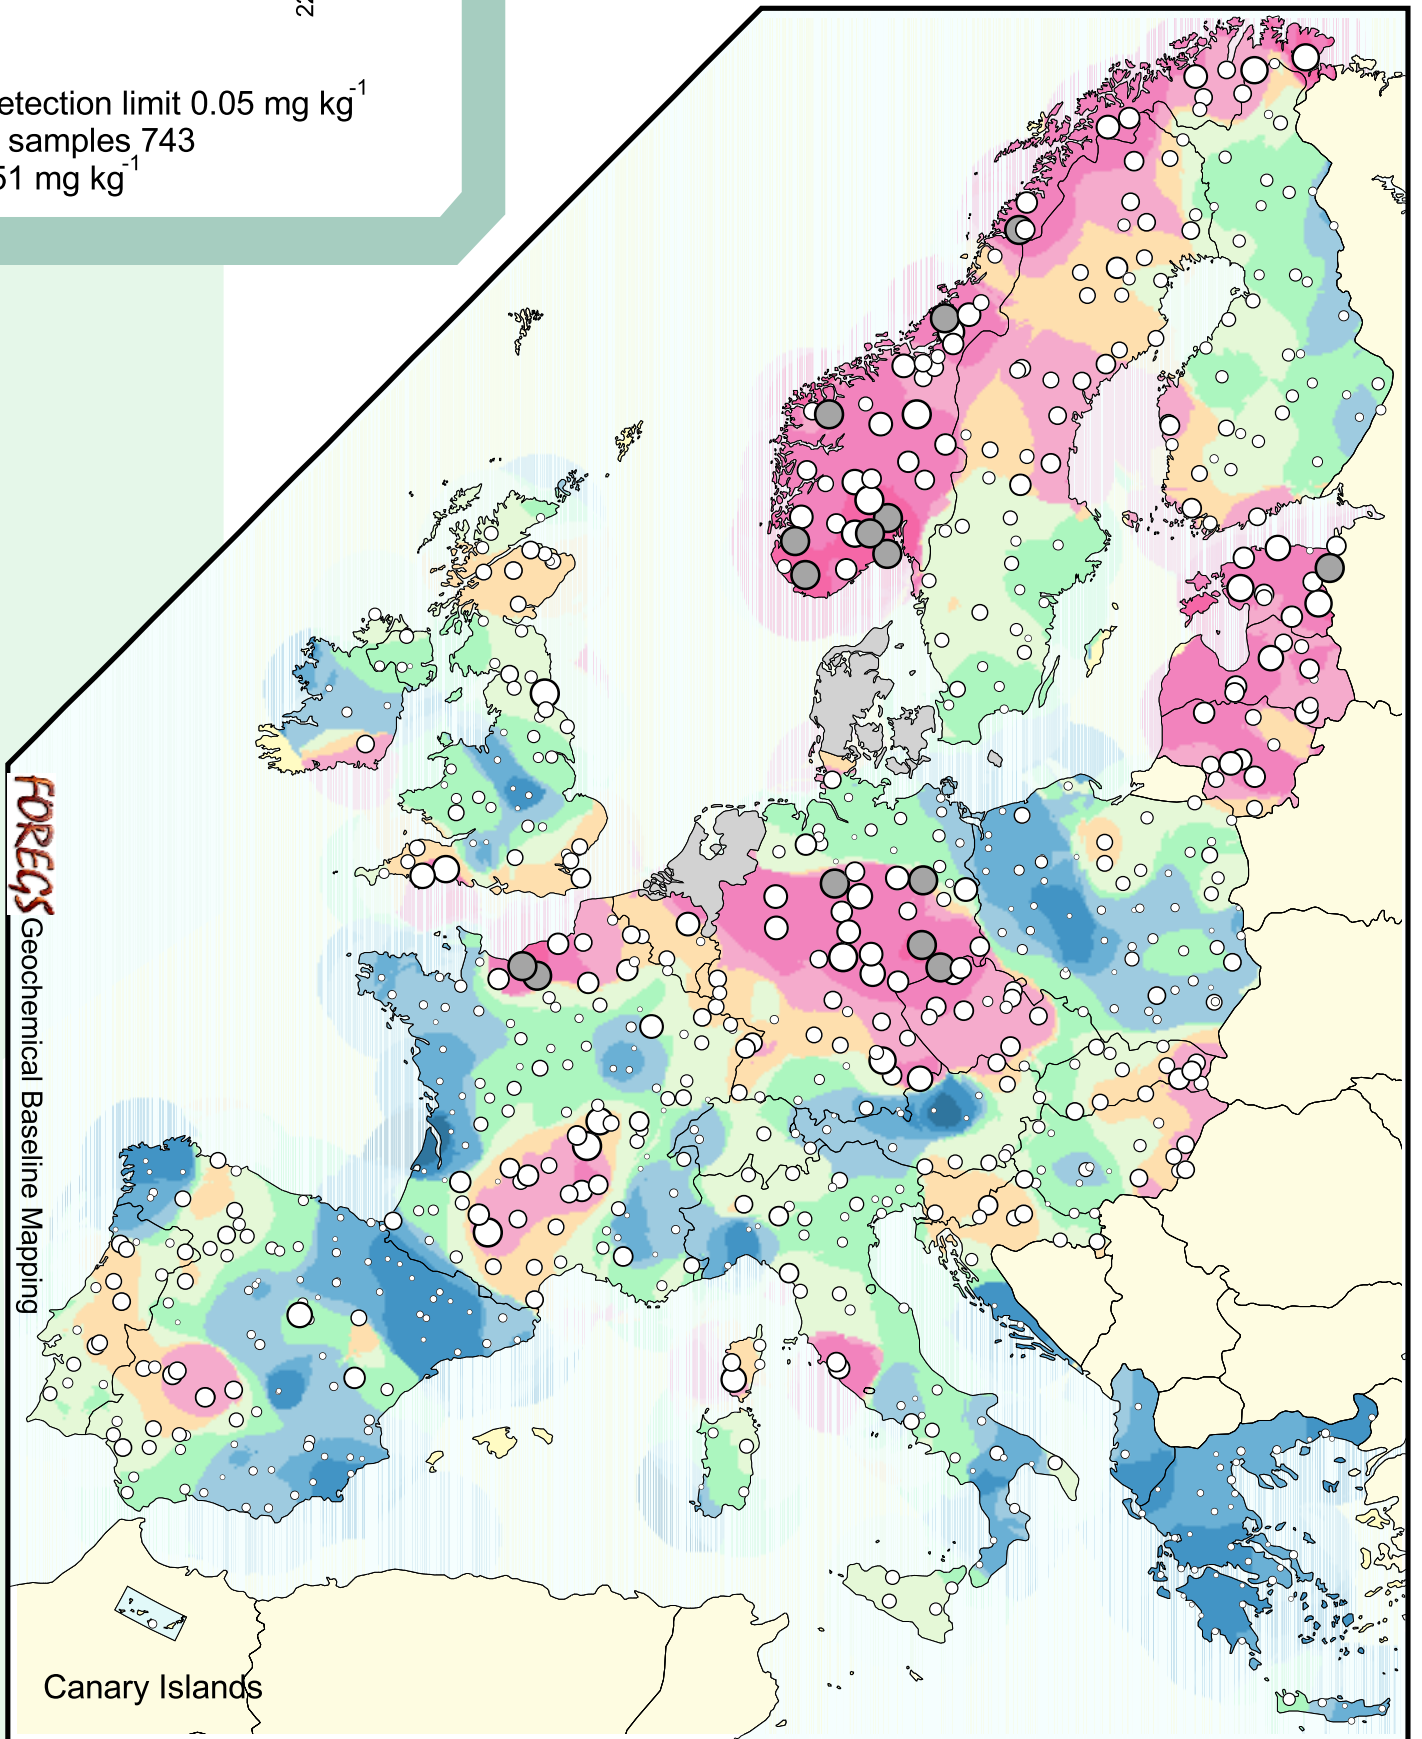 etection limit 0.05 mg kg-1
samples 743
51 mg kg-1
FOREGS Geochemical Baseline Mapping
Canary Islands